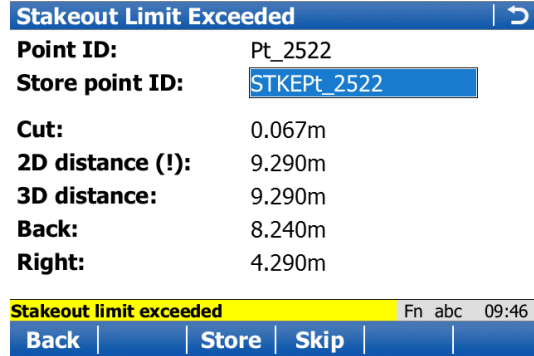 Stakeout Limit Exceeded
Point ID: Pt_2522
Store point ID: STKEPt_2522
Cut: 0.067m
2D distance (!): 9.290m
3D distance: 9.290m
Back: 8.240m
Right: 4.290m
Stakeout limit exceeded Fn abc 09:46
Back Store Skip